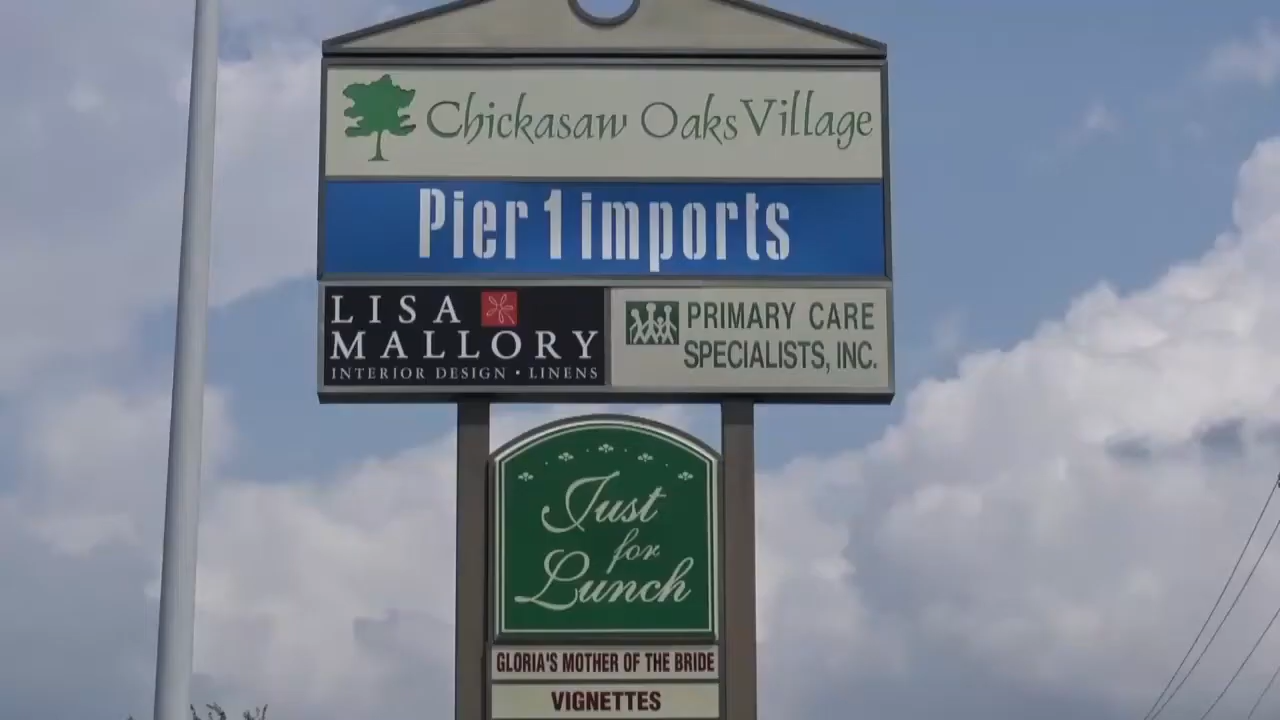 Chickasaw Oaks Village
Pier 1 imports
LISA
MALLORY
INTERIOR DESIGN • LINENS
PRIMARY CARE
SPECIALISTS, INC.
Just
for
Lunch
GLORIA'S MOTHER OF THE BRIDE
VIGNETTES